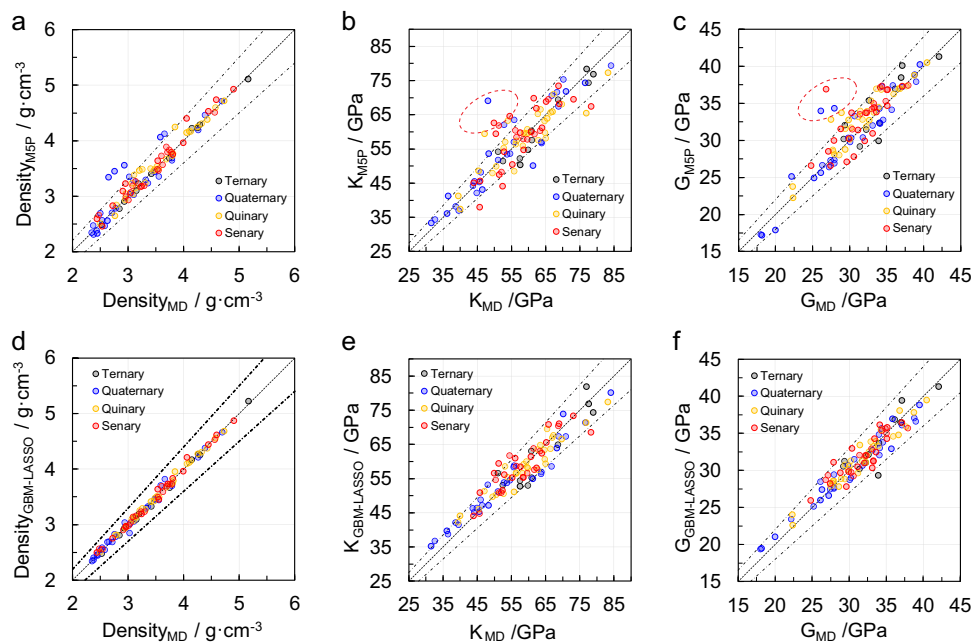 a
Density_M5P / g·cm-3
6
5
4
3
2
2 3 4 5 6
Density_MD / g·cm-3
Ternary
Quaternary
Quinary
Senary
b
K_M5P / GPa
85
75
65
55
45
35
25
25 35 45 55 65 75 85
K_MD /GPa
Ternary
Quaternary
Quinary
Senary
c
G_M5P / GPa
45
40
35
30
25
20
15
15 20 25 30 35 40 45
G_MD / GPa
Ternary
Quaternary
Quinary
Senary
d
Density_GBM-LASSO / g·cm-3
6
5
4
3
2
2 3 4 5 6
Density_MD / g·cm-3
Ternary
Quaternary
Quinary
Senary
e
K_GBM-LASSO / GPa
85
75
65
55
45
35
25
25 35 45 55 65 75 85
K_MD /GPa
Ternary
Quaternary
Quinary
Senary
f
G_GBM-LASSO / GPa
45
40
35
30
25
20
15
15 20 25 30 35 40 45
G_MD / GPa
Ternary
Quaternary
Quinary
Senary